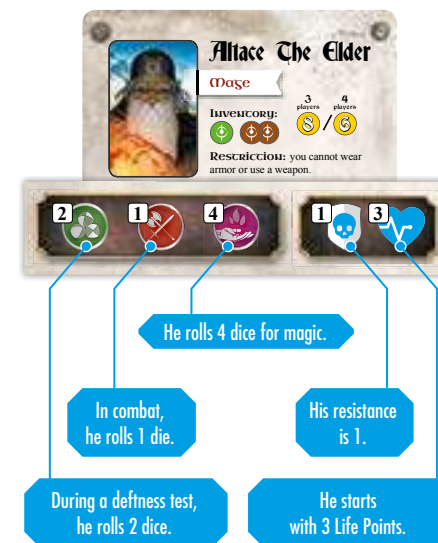 Altace The Elder
Mage
Inventory:
3 players
4 players
8 / 6
Restriction: you cannot wear
armor or use a weapon.
2
1
4
1
3
He rolls 4 dice for magic.
In combat,
he rolls 1 die.
His resistance
is 1.
During a deftness test,
he rolls 2 dice.
He starts
with 3 Life Points.